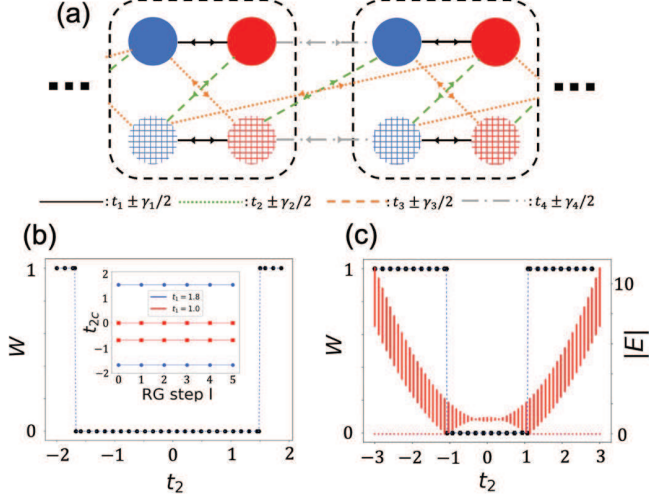 (a)
: t₁ ± γ₁/2 : t₂ ± γ₂/2 : t₃ ± γ₃/2 : t₄ ± γ₄/2
(b)
(c)
1
W
0
−2 −1 0 1 2
t₂
2
1
0
−1
−2
t₂c
t₁ = 1.8
t₁ = 1.0
0 1 2 3 4 5
RG step l
1
W
0
−3 −2 −1 0 1 2 3
t₂
10
0
|E|